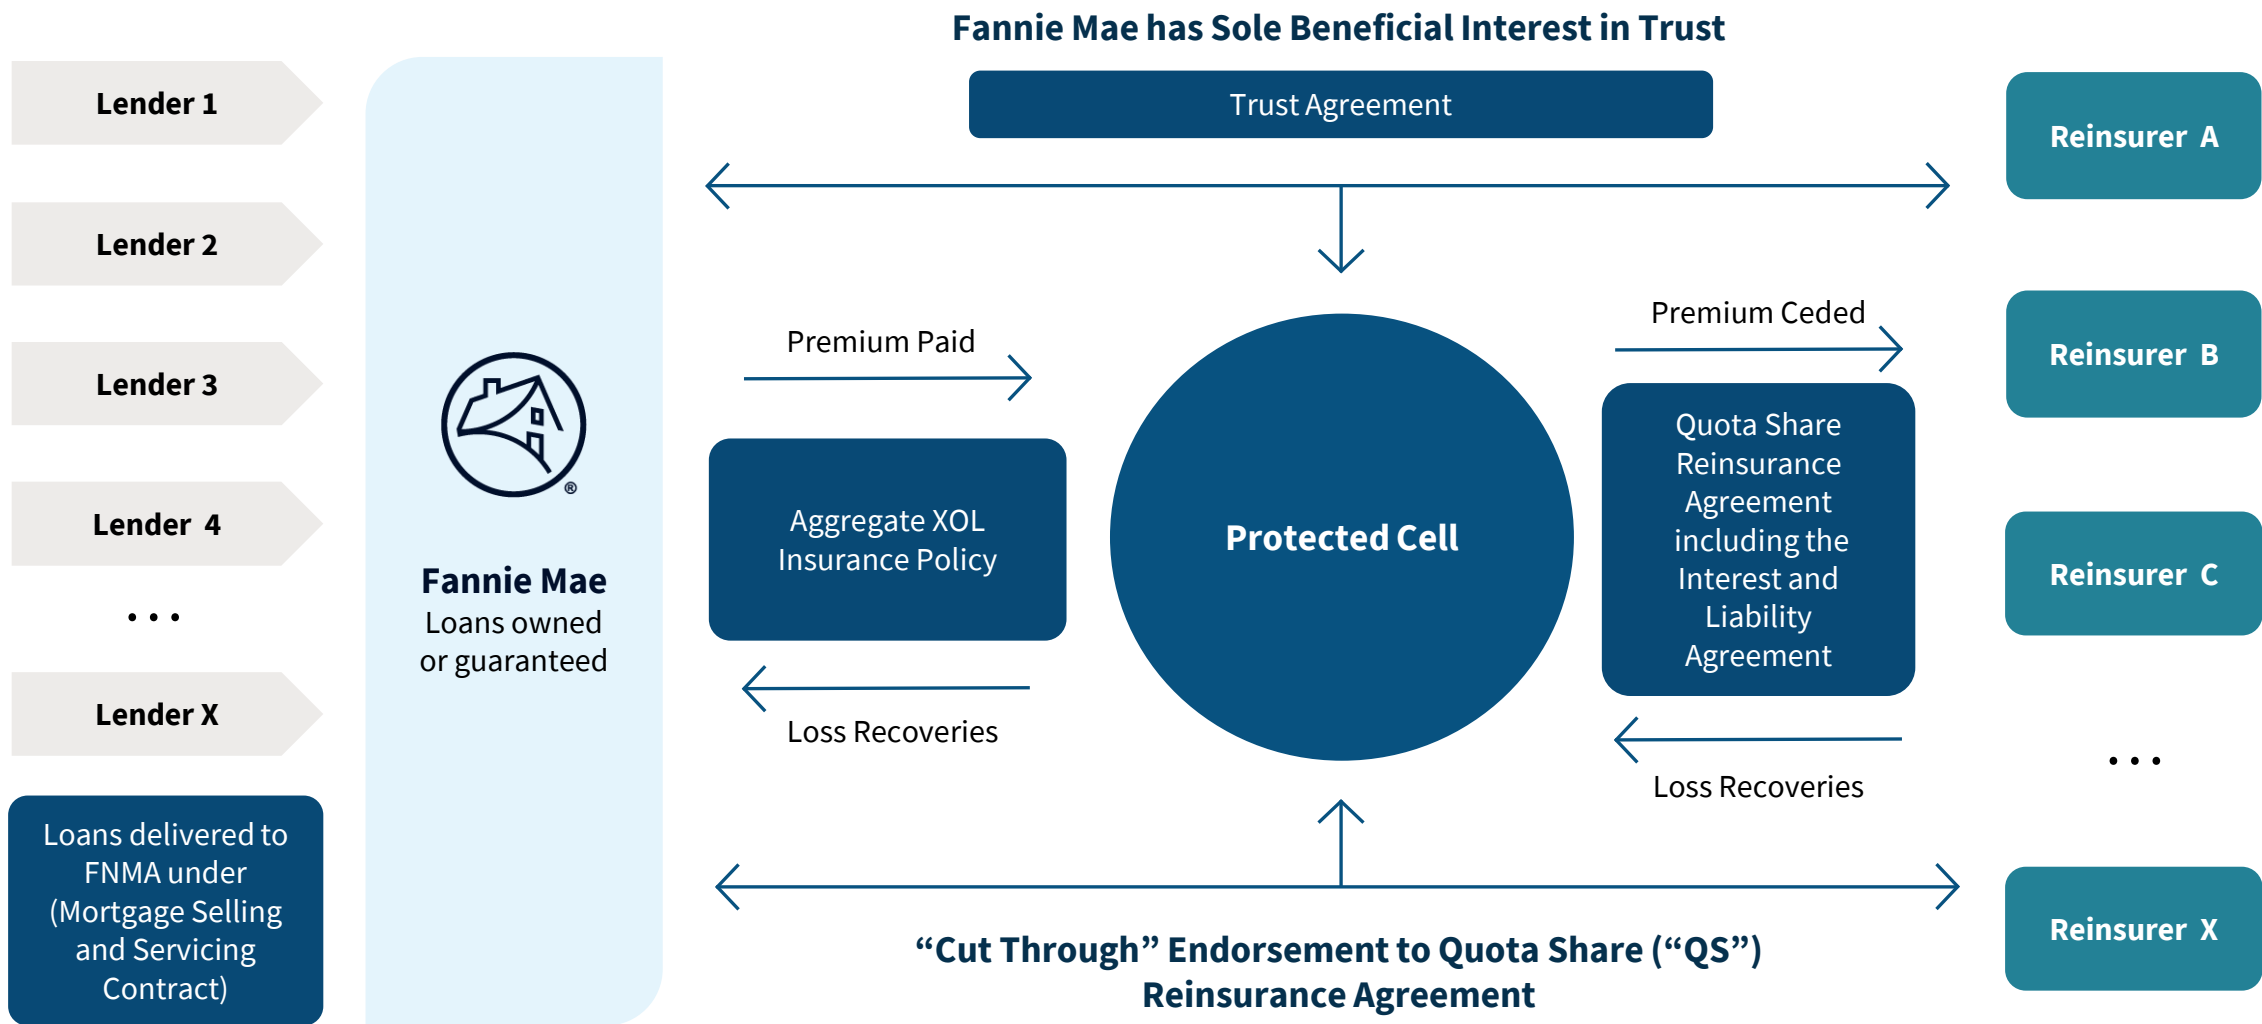 Fannie Mae has Sole Beneficial Interest in Trust
Trust Agreement
Lender 1
Lender 2
Lender 3
Lender 4
...
Lender X
Loans delivered to
FNMA under
(Mortgage Selling
and Servicing
Contract)
®
Fannie Mae
Loans owned
or guaranteed
Premium Paid
Aggregate XOL
Insurance Policy
Loss Recoveries
Protected Cell
Premium Ceded
Quota Share
Reinsurance
Agreement
including the
Interest and
Liability
Agreement
Loss Recoveries
Reinsurer A
Reinsurer B
Reinsurer C
...
Reinsurer X
“Cut Through” Endorsement to Quota Share (“QS”)
Reinsurance Agreement